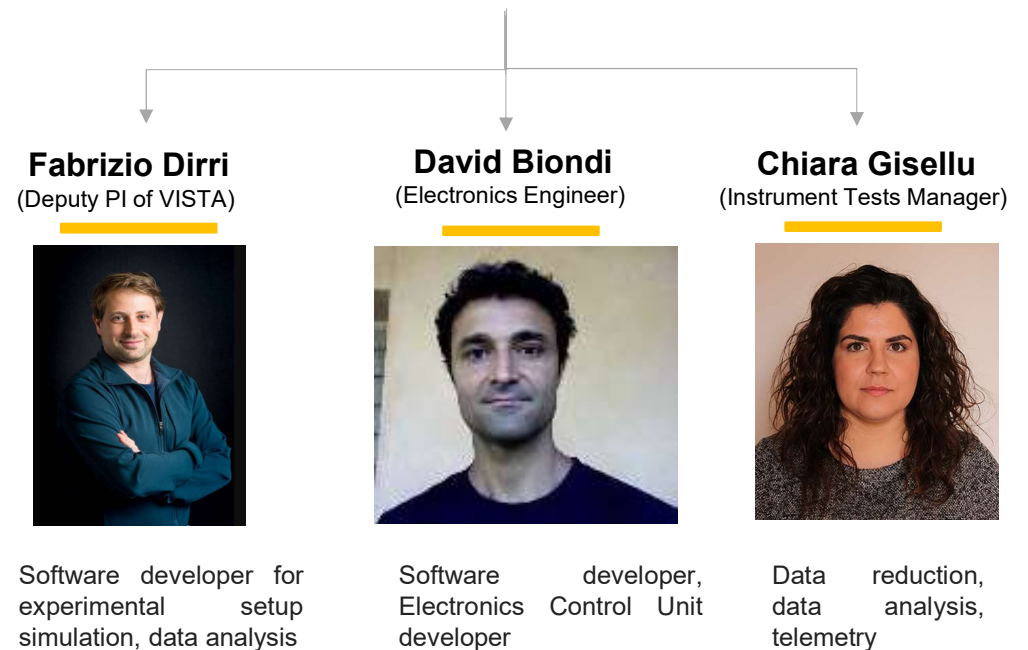 Fabrizio Dirri
(Deputy PI of VISTA)
Software developer for
experimental setup
simulation, data analysis
David Biondi
(Electronics Engineer)
Software developer,
Electronics Control Unit
developer
Chiara Gisellu
(Instrument Tests Manager)
Data reduction,
data analysis,
telemetry